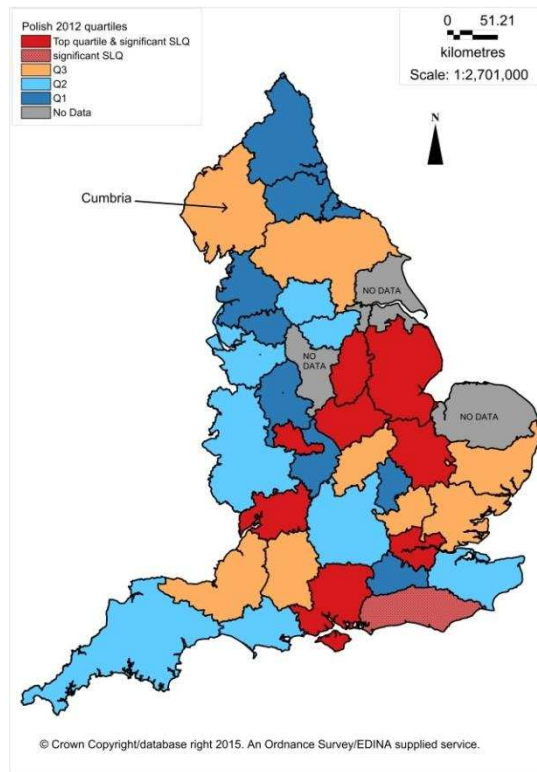 Polish 2012 quartiles
Top quartile & significant SLQ
significant SLQ
Q3
Q2
Q1
No Data
0 51.21
kilometres
Scale: 1:2,701,000
N
Cumbria
NO DATA
NO
DATA
NO DATA
© Crown Copyright/database right 2015. An Ordnance Survey/EDINA supplied service.